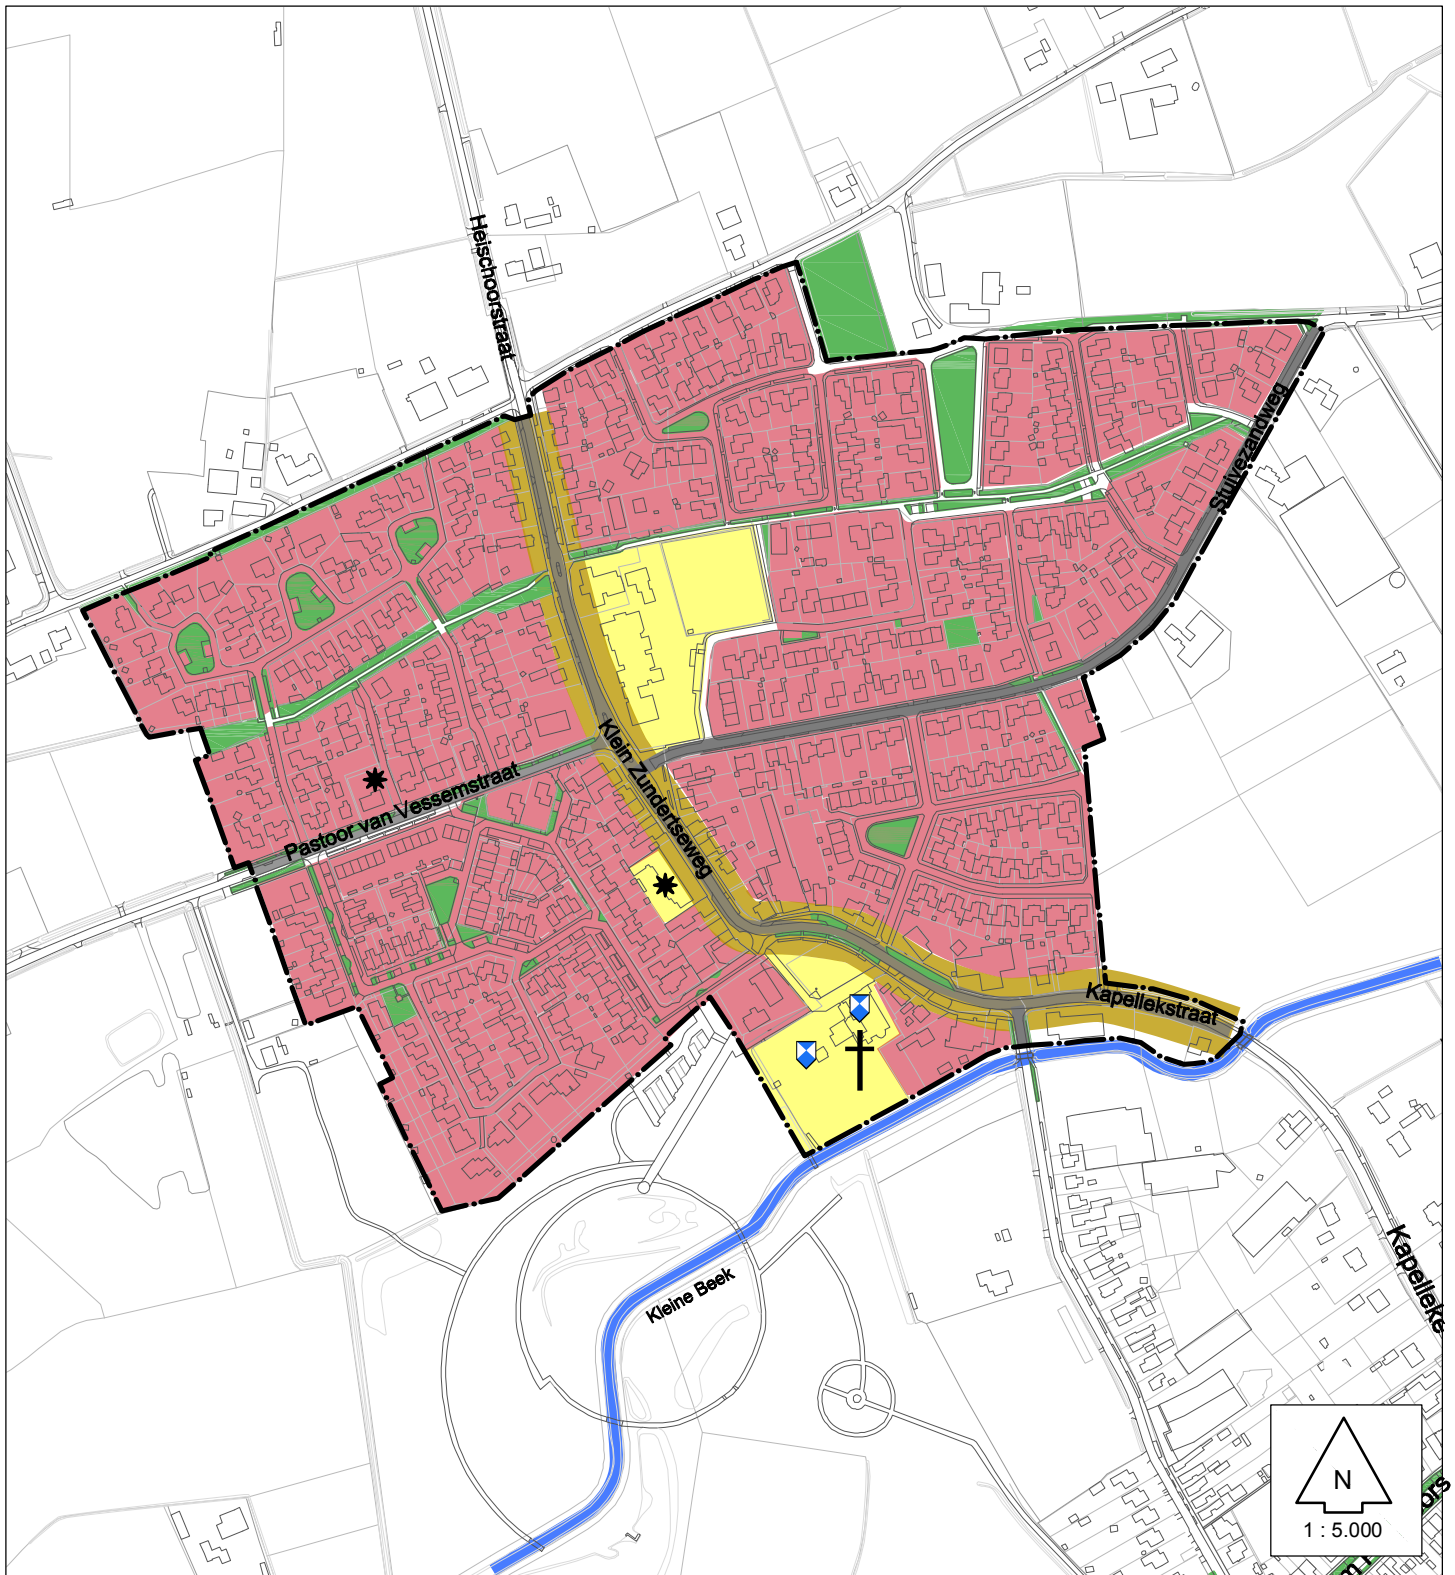 Heischoorstraat
Stuivezandweg
Klein Zundertseweg
Pastoor van Vessemstraat
Kapellekstraat
Kleine Beek
Kapelleke
N
1 : 5.000